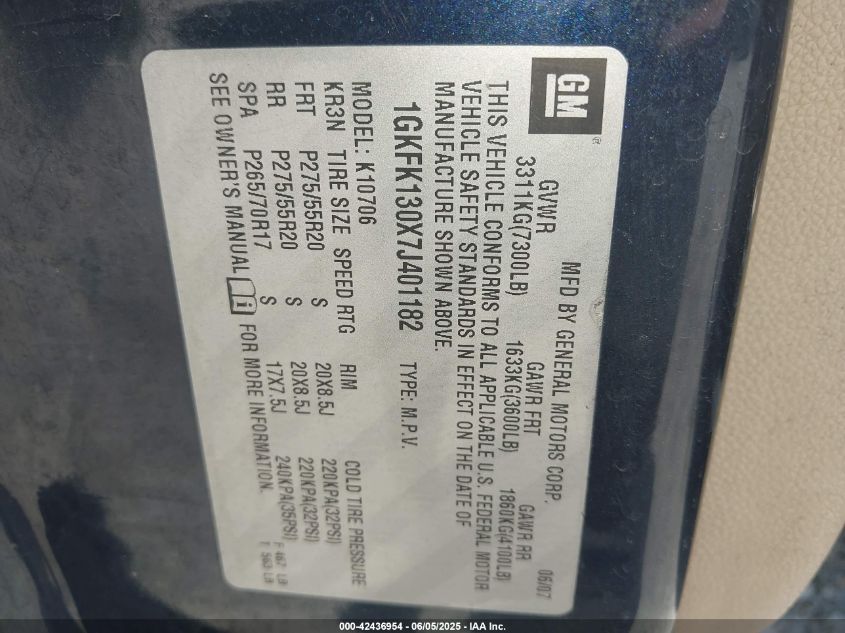 GM
MFD BY GENERAL MOTORS CORP. 06/07
GVWR GAWR FRT GAWR RR
3311KG(7300LB) 1633KG(3600LB) 1860KG(4100LB)
THIS VEHICLE CONFORMS TO ALL APPLICABLE U.S. FEDERAL MOTOR
VEHICLE SAFETY STANDARDS IN EFFECT ON THE DATE OF
MANUFACTURE SHOWN ABOVE.
1GKFK130X7J401182 TYPE: M.P.V.
MODEL: K10706
KR3N TIRE SIZE SPEED RTG RIM COLD TIRE PRESSURE
FRT P275/55R20 S 20X8.5J 220KPA(32PSI)
RR P275/55R20 S 20X8.5J 220KPA(32PSI)
SPA P265/70R17 S 17X7.5J 240KPA(35PSI)
SEE OWNER'S MANUAL i FOR MORE INFORMATION.
000-42436954 - 06/05/2025 - IAA Inc.